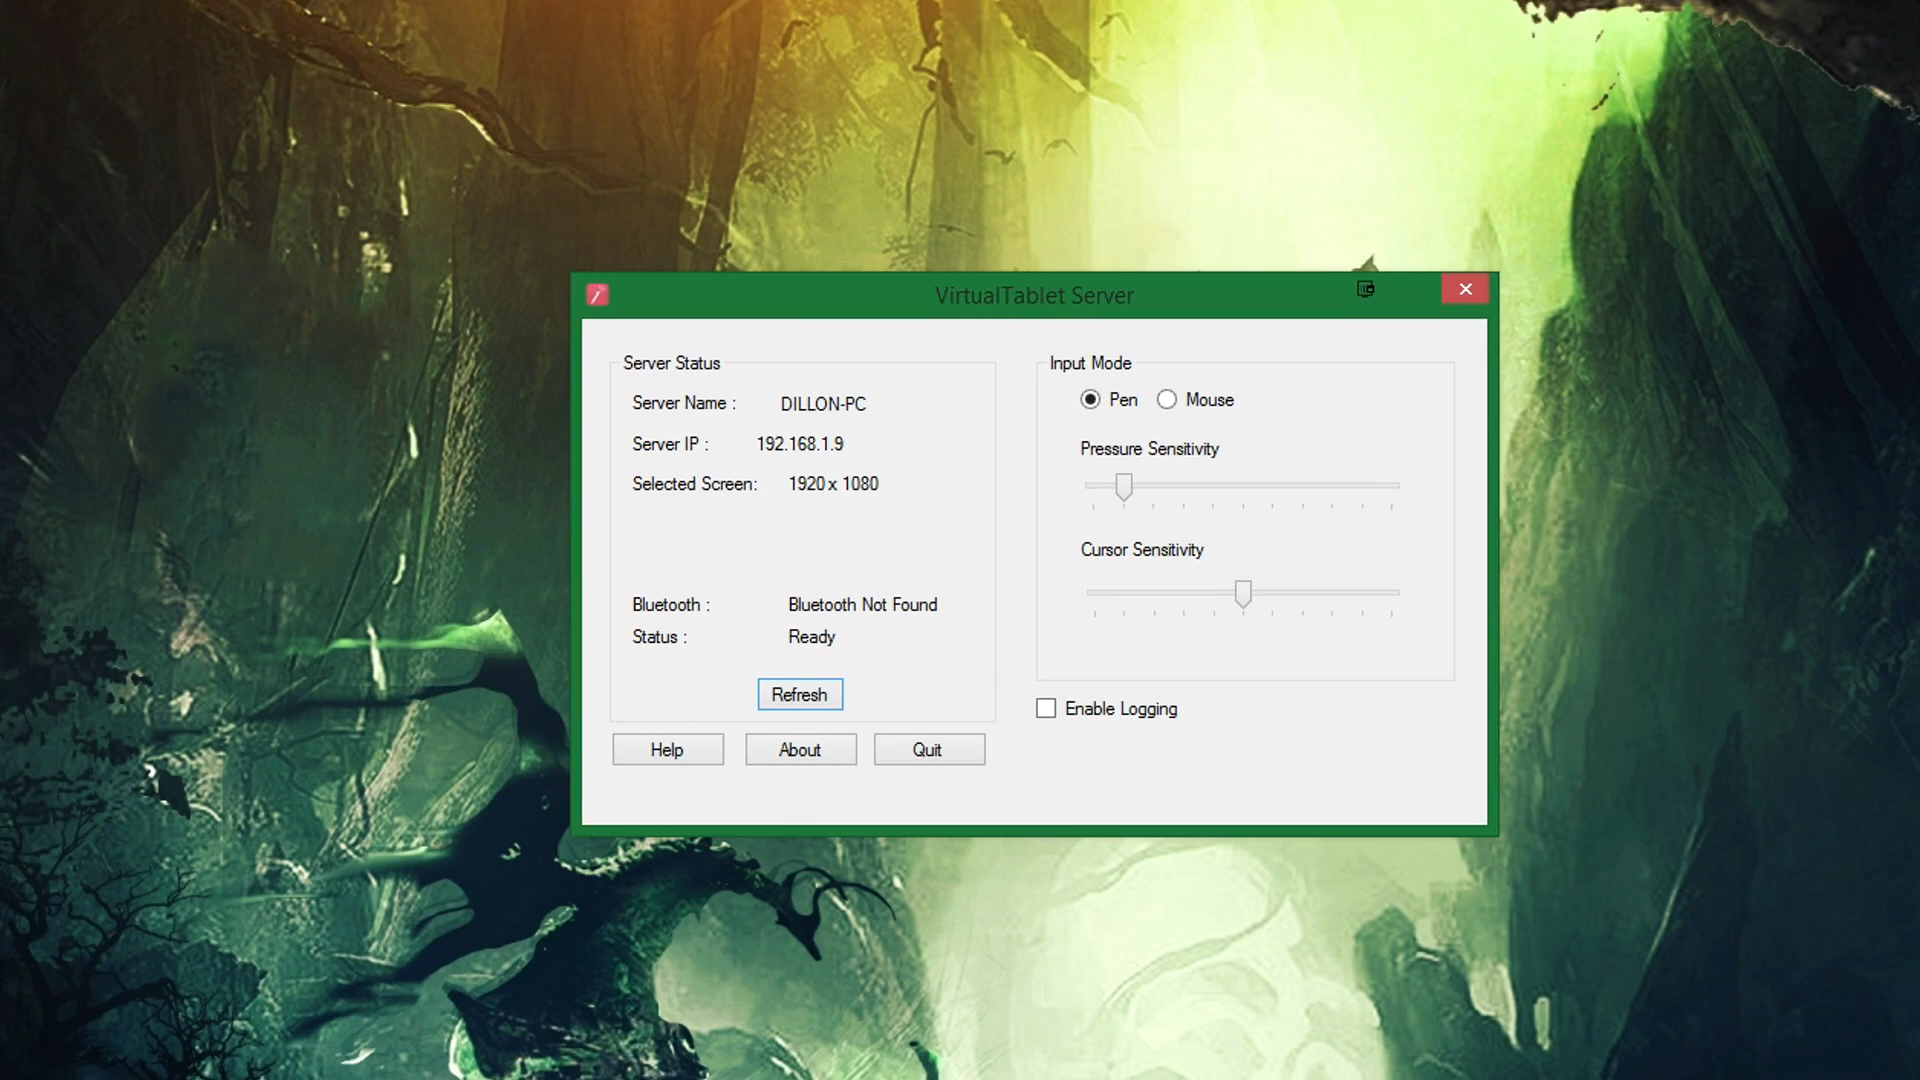 VirtualTablet Server
Server Status
Server Name : DILLON-PC
Server IP : 192.168.1.9
Selected Screen: 1920 x 1080
Bluetooth : Bluetooth Not Found
Status : Ready
Refresh
Help About Quit
Input Mode
Pen Mouse
Pressure Sensitivity
Cursor Sensitivity
Enable Logging